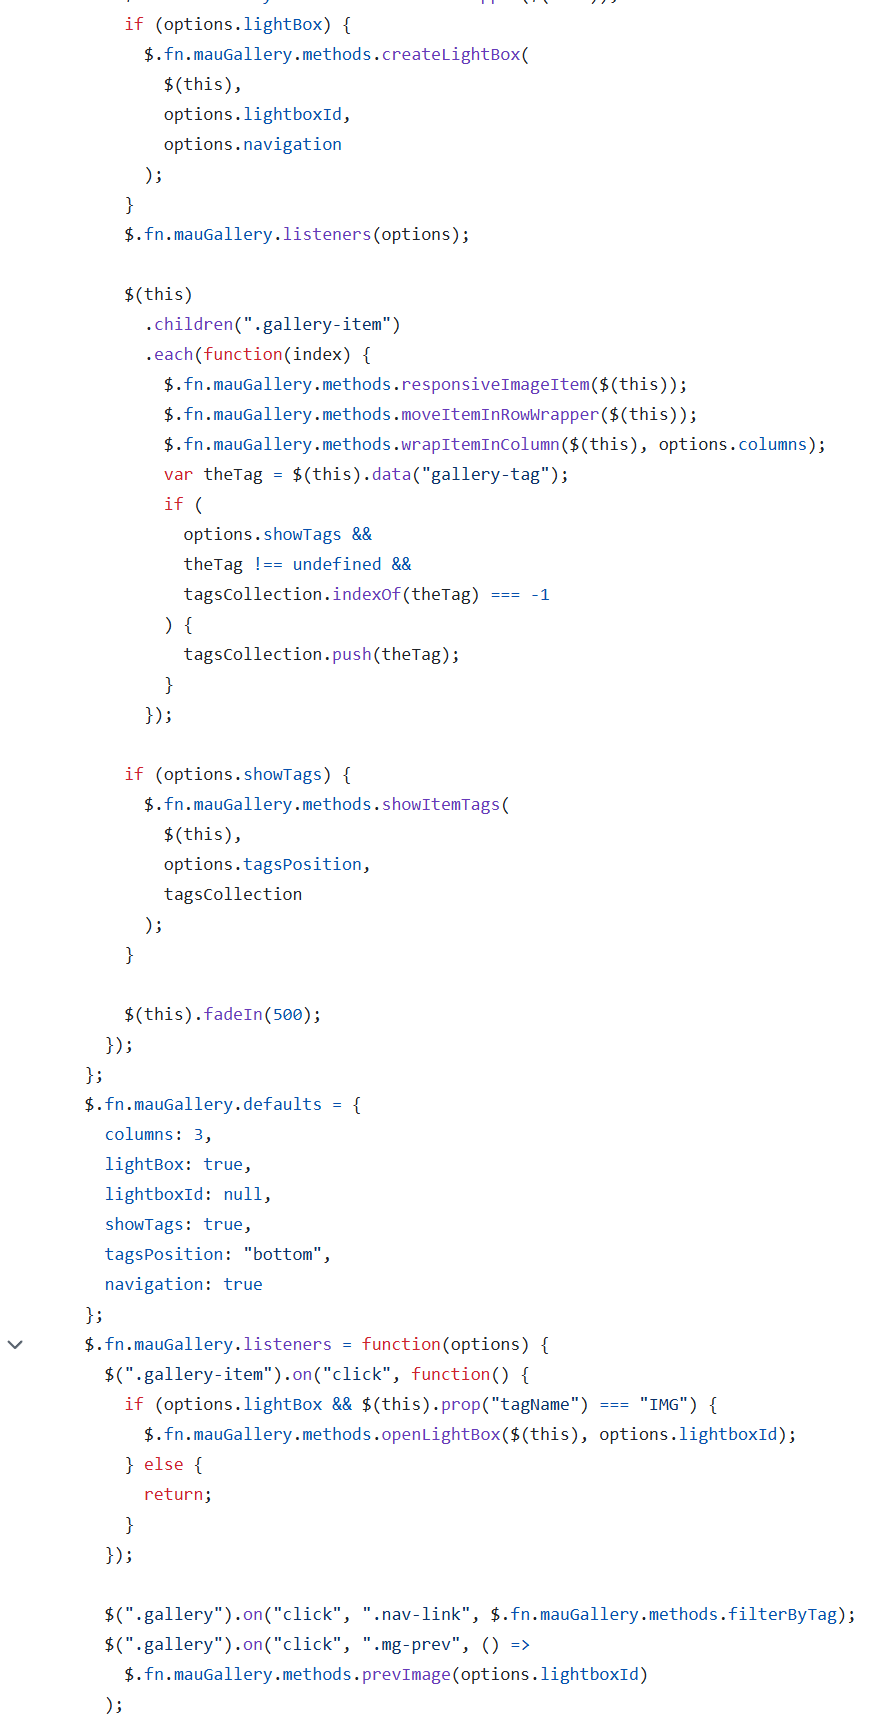 if (options.lightBox) {
$.fn.mauGallery.methods.createLightBox(
$(this),
options.lightboxId,
options.navigation
);
}
$.fn.mauGallery.listeners(options);
$(this)
.children(".gallery-item")
.each(function(index) {
$.fn.mauGallery.methods.responsiveImageItem($(this));
$.fn.mauGallery.methods.moveItemInRowWrapper($(this));
$.fn.mauGallery.methods.wrapItemInColumn($(this), options.columns);
var theTag = $(this).data("gallery-tag");
if (
options.showTags &&
theTag !== undefined &&
tagsCollection.indexOf(theTag) === -1
) {
tagsCollection.push(theTag);
}
});
if (options.showTags) {
$.fn.mauGallery.methods.showItemTags(
$(this),
options.tagsPosition,
tagsCollection
);
}
$(this).fadeIn(500);
});
};
$.fn.mauGallery.defaults = {
columns: 3,
lightBox: true,
lightboxId: null,
showTags: true,
tagsPosition: "bottom",
navigation: true
};
$.fn.mauGallery.listeners = function(options) {
$(".gallery-item").on("click", function() {
if (options.lightBox && $(this).prop("tagName") === "IMG") {
$.fn.mauGallery.methods.openLightBox($(this), options.lightboxId);
} else {
return;
}
});
$(".gallery").on("click", ".nav-link", $.fn.mauGallery.methods.filterByTag);
$(".gallery").on("click", ".mg-prev", () =>
$.fn.mauGallery.methods.prevImage(options.lightboxId)
);